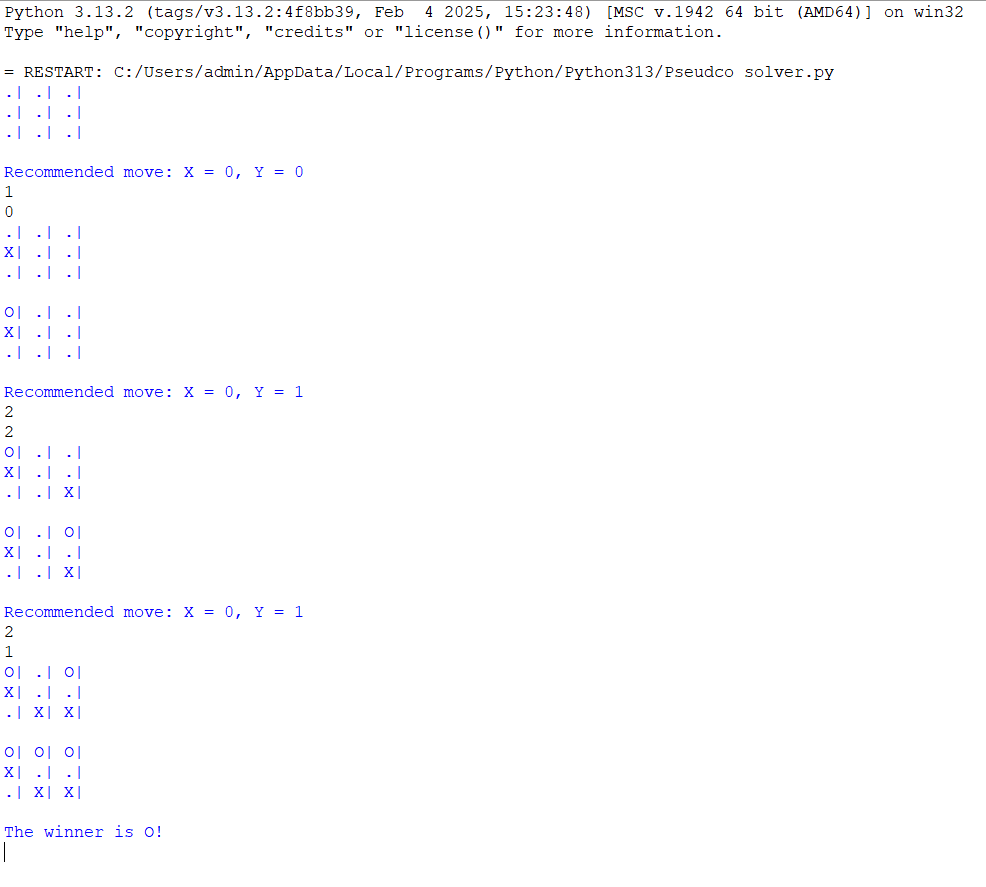 Python 3.13.2 (tags/v3.13.2:4f8bb39, Feb  4 2025, 15:23:48) [MSC v.1942 64 bit (AMD64)] on win32
Type "help", "copyright", "credits" or "license()" for more information.
= RESTART: C:/Users/admin/AppData/Local/Programs/Python/Python313/Pseudco solver.py
.| .| .|
.| .| .|
.| .| .|
Recommended move: X = 0, Y = 0
1
0
.| .| .|
X| .| .|
.| .| .|
O| .| .|
X| .| .|
.| .| .|
Recommended move: X = 0, Y = 1
2
2
O| .| .|
X| .| .|
.| .| X|
O| .| O|
X| .| .|
.| .| X|
Recommended move: X = 0, Y = 1
2
1
O| .| O|
X| .| .|
.| X| X|
O| O| O|
X| .| .|
.| X| X|
The winner is O!